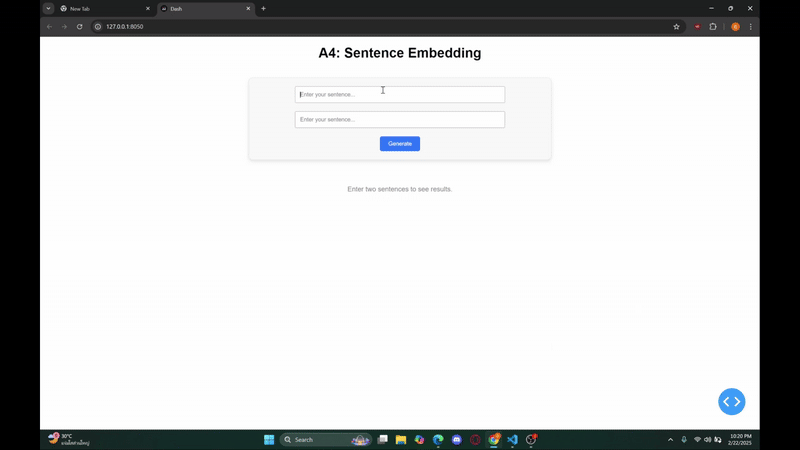 New Tab
Dash
127.0.0.1:8050
A4: Sentence Embedding
Enter your sentence...
Enter your sentence...
Generate
Enter two sentences to see results.
30°C
Search
10:20 PM
2/22/2025